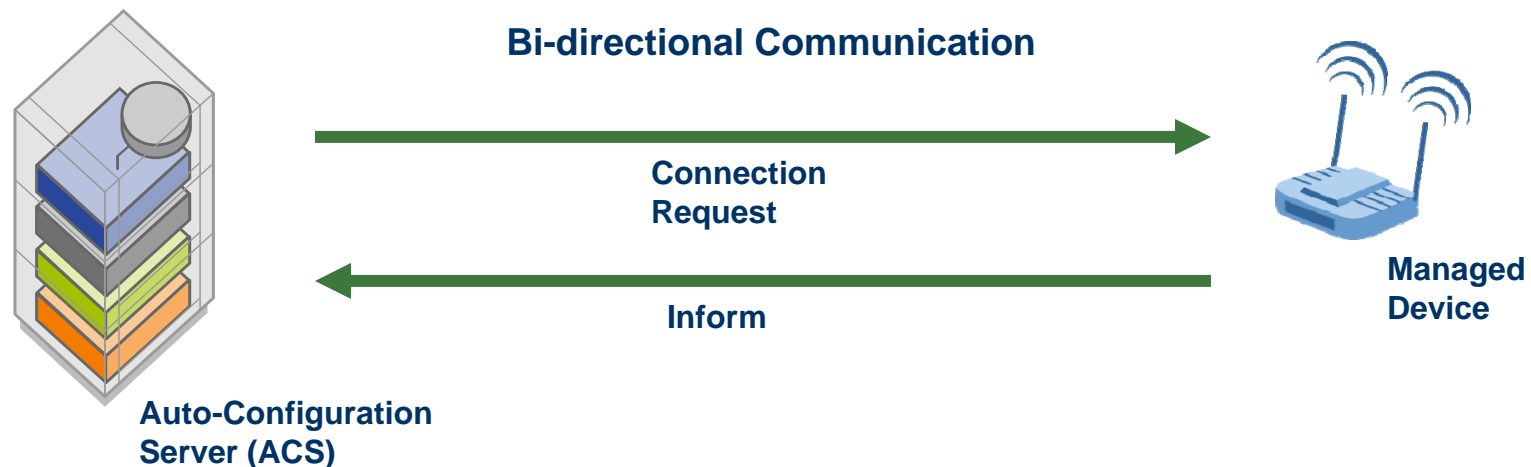 Bi-directional Communication
Connection
Request
Inform
Managed
Device
Auto-Configuration
Server (ACS)